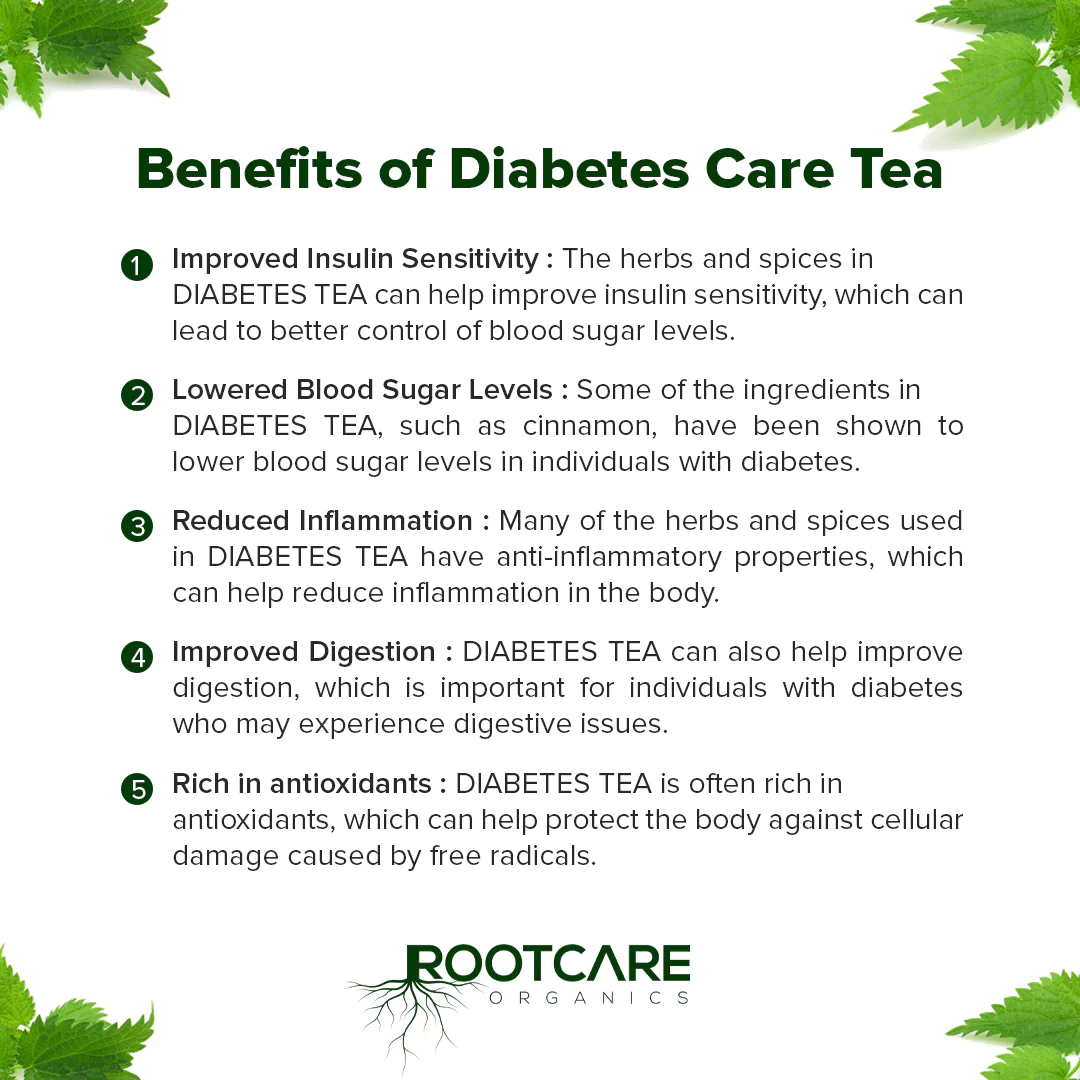 Benefits of Diabetes Care Tea
1 Improved Insulin Sensitivity : The herbs and spices in
DIABETES TEA can help improve insulin sensitivity, which can
lead to better control of blood sugar levels.
2 Lowered Blood Sugar Levels : Some of the ingredients in
DIABETES TEA, such as cinnamon, have been shown to
lower blood sugar levels in individuals with diabetes.
3 Reduced Inflammation : Many of the herbs and spices used
in DIABETES TEA have anti-inflammatory properties, which
can help reduce inflammation in the body.
4 Improved Digestion : DIABETES TEA can also help improve
digestion, which is important for individuals with diabetes
who may experience digestive issues.
5 Rich in antioxidants : DIABETES TEA is often rich in
antioxidants, which can help protect the body against cellular
damage caused by free radicals.
ROOTCARE
ORGANICS